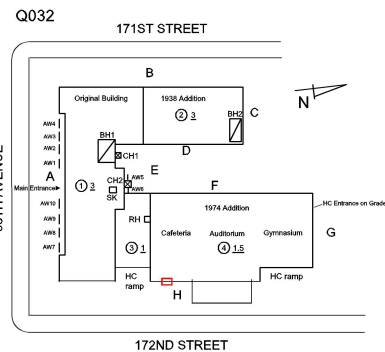 Q032
171ST STREET
B
Original Building
1938 Addition
2 3
BH2
C
N
AW4
AW3
AW2
AW1
BH1
CH1
D
A
E
Main Entrance
1 3
CH2
SK
AW5
AW6
F
AW10
AW9
AW8
AW7
RH
1974 Addition
HC Entrance on Grade
Cafeteria
Auditorium
Gymnasium
G
3 1
4 1.5
HC
ramp
H
HC ramp
172ND STREET